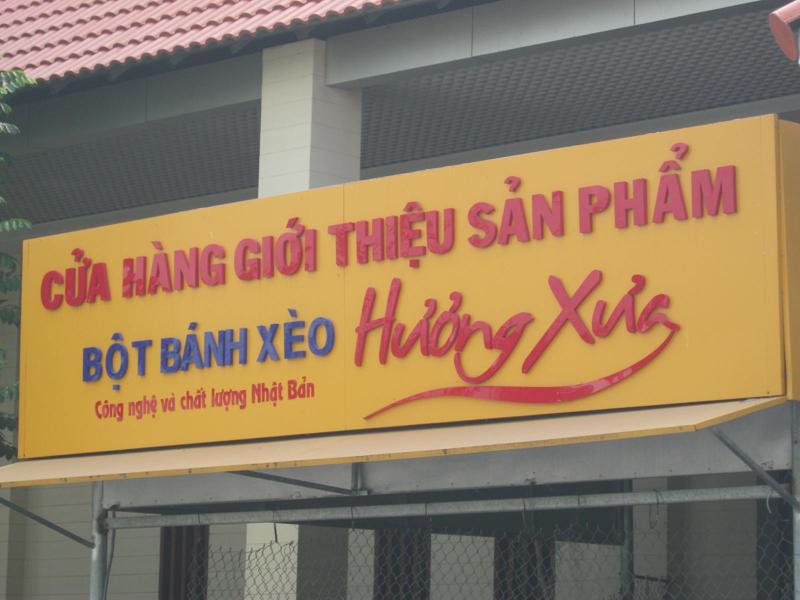 CỬA HÀNG GIỚI THIỆU SẢN PHẨM
BỘT BÁNH XÈO Hưởng Xưa
Công nghệ và chất lượng Nhật Bản